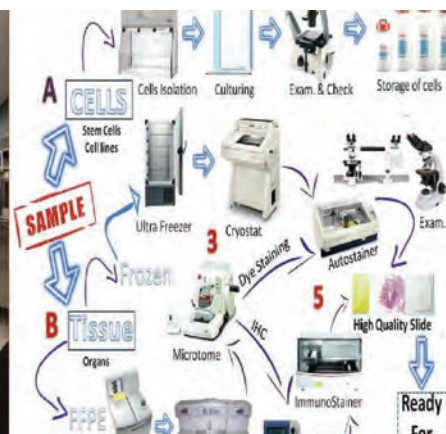 A
CELLS
Stem Cells
Cell lines
Cells Isolation
Culturing
Exam. & Check
Storage of cells
SAMPLE
Ultra Freezer
Cryostat
Exam.
Autostainer
Frozen
3
Dye Staining
5
High Quality Slide
B
Tissue
Organs
Microtome
IHC
ImmunoStainer
FFPE
Ready
For